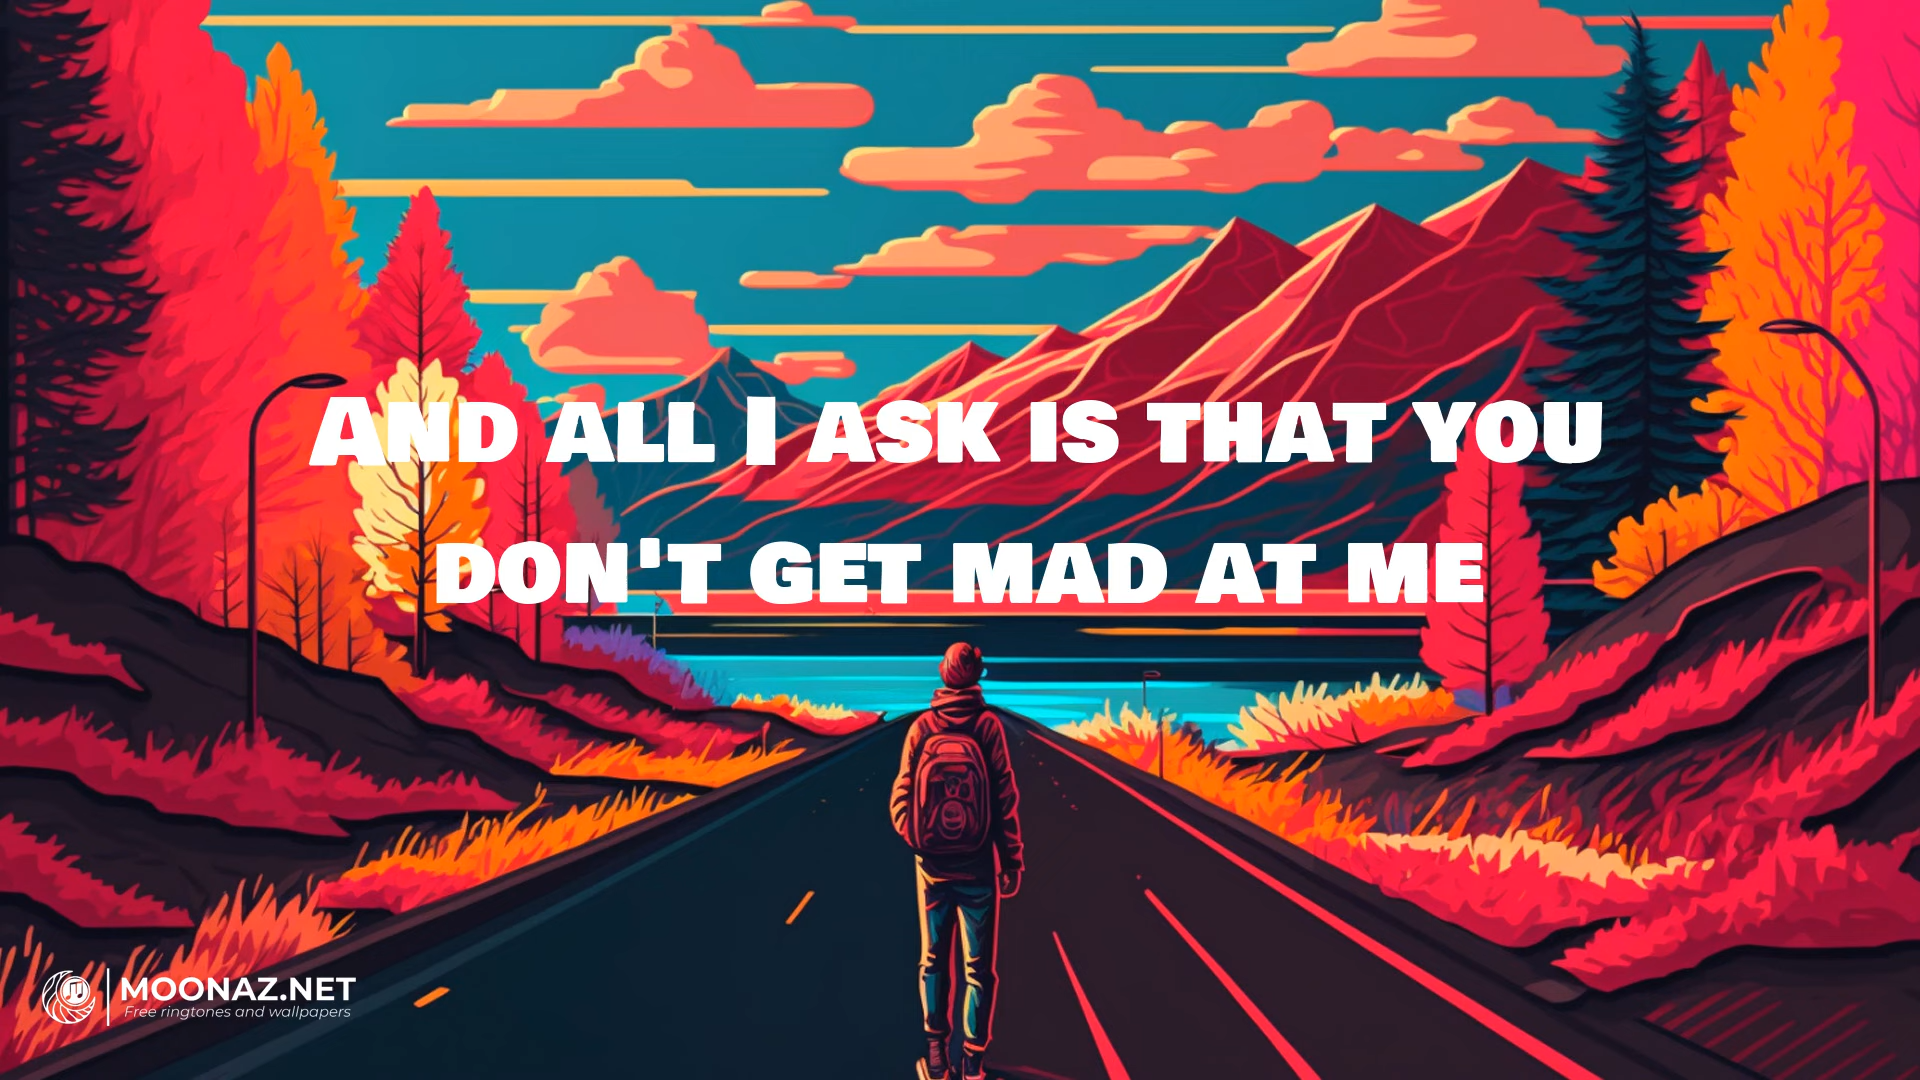 And all I ask is that you
don't get mad at me
MOONAZ.NET
Free ringtones and wallpapers